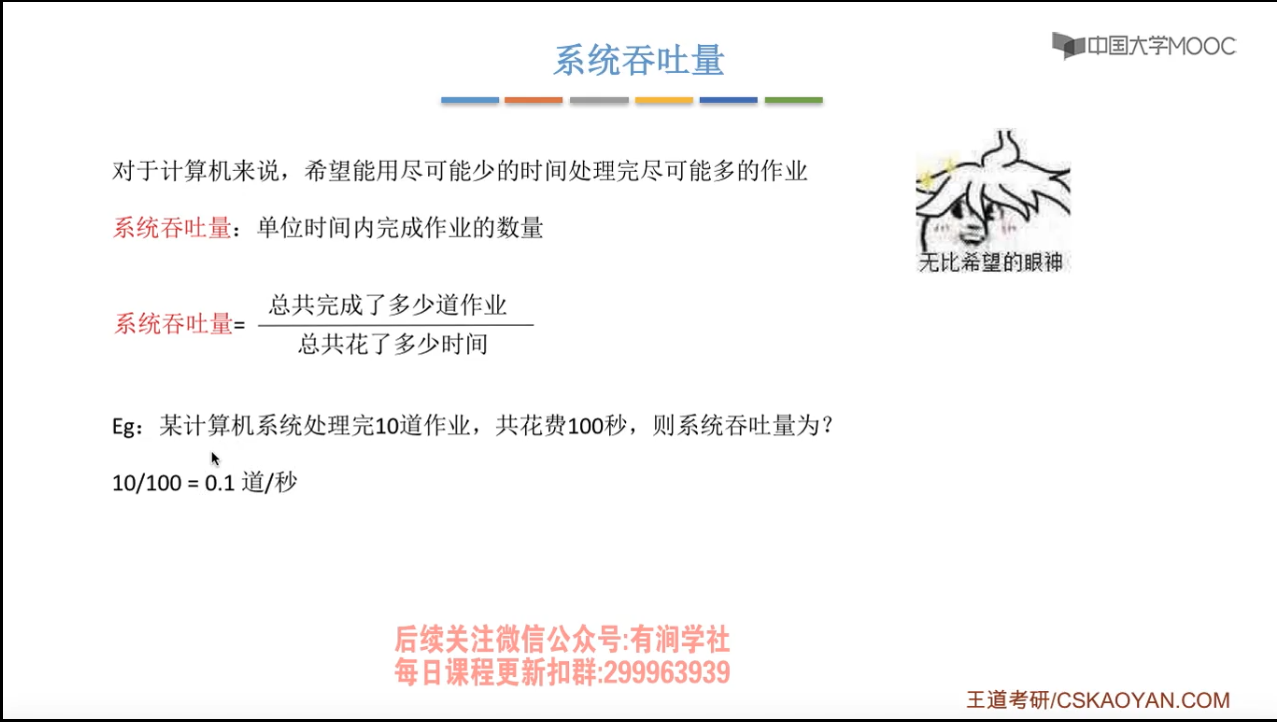 系统吞吐量
中国大学MOOC
对于计算机来说，希望能用尽可能少的时间处理完尽可能多的作业
系统吞吐量：单位时间内完成作业的数量
无比希望的眼神
系统吞吐量=
总共完成了多少道作业
总共花了多少时间
Eg：某计算机系统处理完10道作业，共花费100秒，则系统吞吐量为？
10/100 = 0.1 道/秒
后续关注微信公众号:有涧学社
每日课程更新扣群:299963939
王道考研/CSKAOYAN.COM